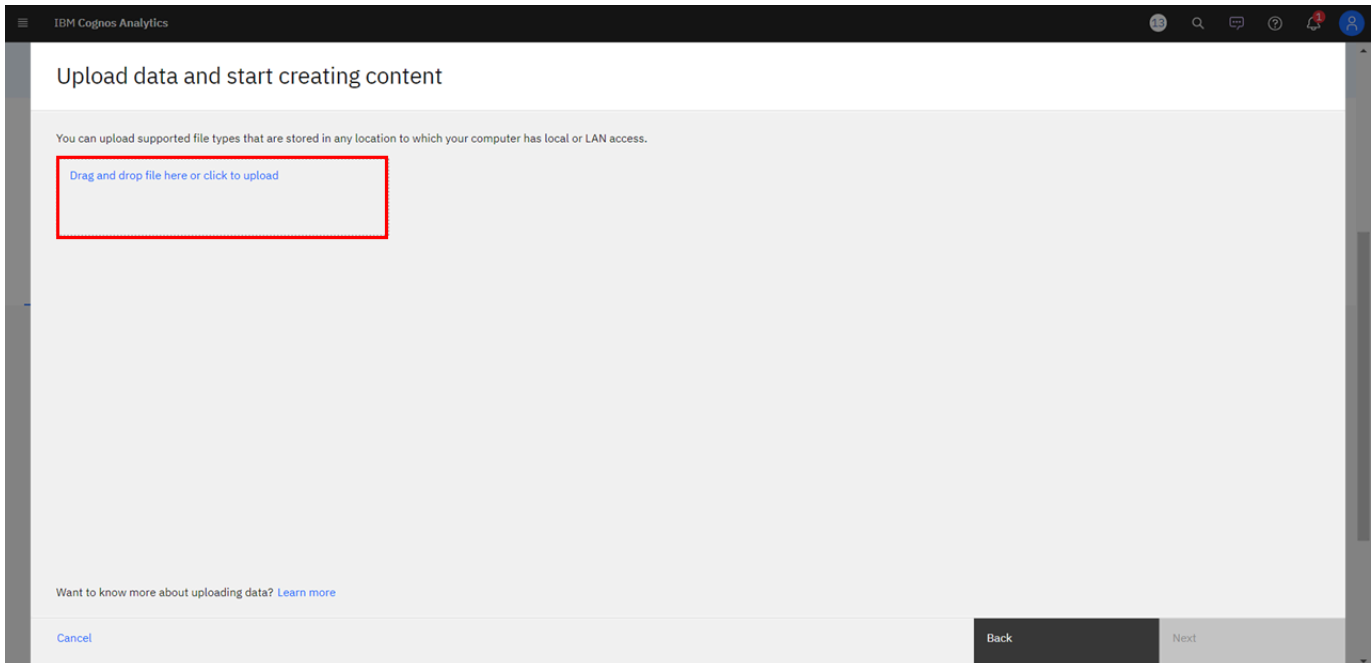 IBM Cognos Analytics
13
1
Upload data and start creating content
You can upload supported file types that are stored in any location to which your computer has local or LAN access.
Drag and drop file here or click to upload
Want to know more about uploading data? Learn more
Cancel
Back
Next